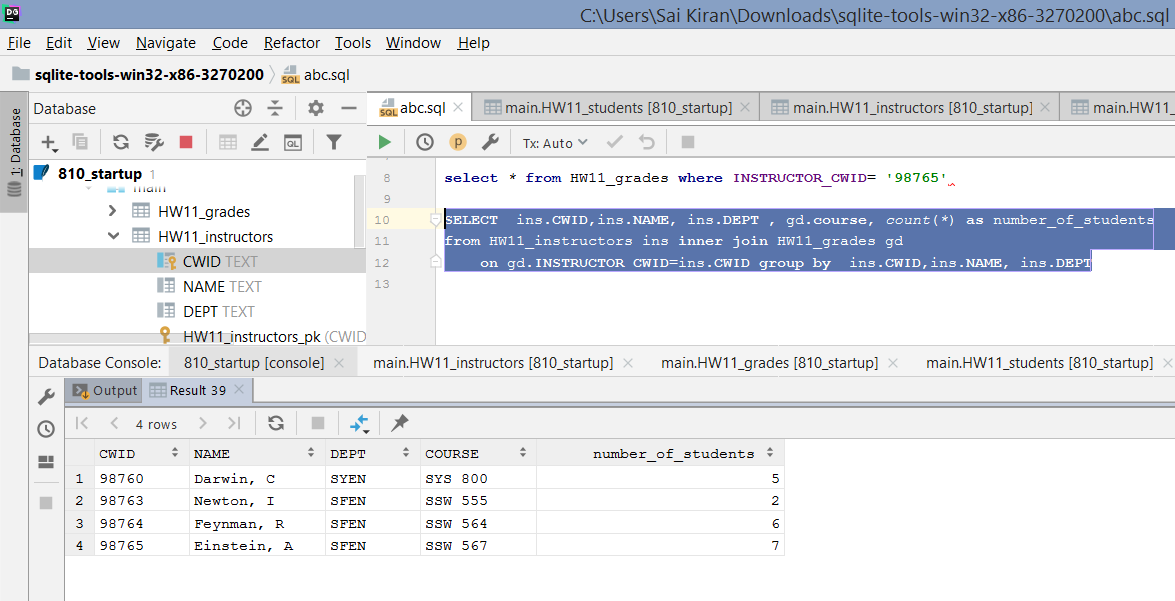 DG
C:\Users\Sai Kiran\Downloads\sqlite-tools-win32-x86-3270200\abc.sql
File Edit View Navigate Code Refactor Tools Window Help
sqlite-tools-win32-x86-3270200 SQL abc.sql
1: Database
Database
SQL abc.sql main.HW11_students [810_startup] main.HW11_instructors [810_startup] main.HW11_
QL
p Tx: Auto
810_startup 1
main
HW11_grades
HW11_instructors
CWID TEXT
NAME TEXT
DEPT TEXT
HW11_instructors_pk (CWID
8 select * from HW11_grades where INSTRUCTOR_CWID= '98765'
9
10 SELECT ins.CWID,ins.NAME, ins.DEPT , gd.course, count(*) as number_of_students
11 from HW11_instructors ins inner join HW11_grades gd
12 on gd.INSTRUCTOR_CWID=ins.CWID group by ins.CWID,ins.NAME, ins.DEPT
13
Database Console: 810_startup [console] main.HW11_instructors [810_startup] main.HW11_grades [810_startup] main.HW11_students [810_startup]
Output Result 39
4 rows
CWID NAME DEPT COURSE number_of_students
1 98760 Darwin, C SYEN SYS 800 5
2 98763 Newton, I SFEN SSW 555 2
3 98764 Feynman, R SFEN SSW 564 6
4 98765 Einstein, A SFEN SSW 567 7